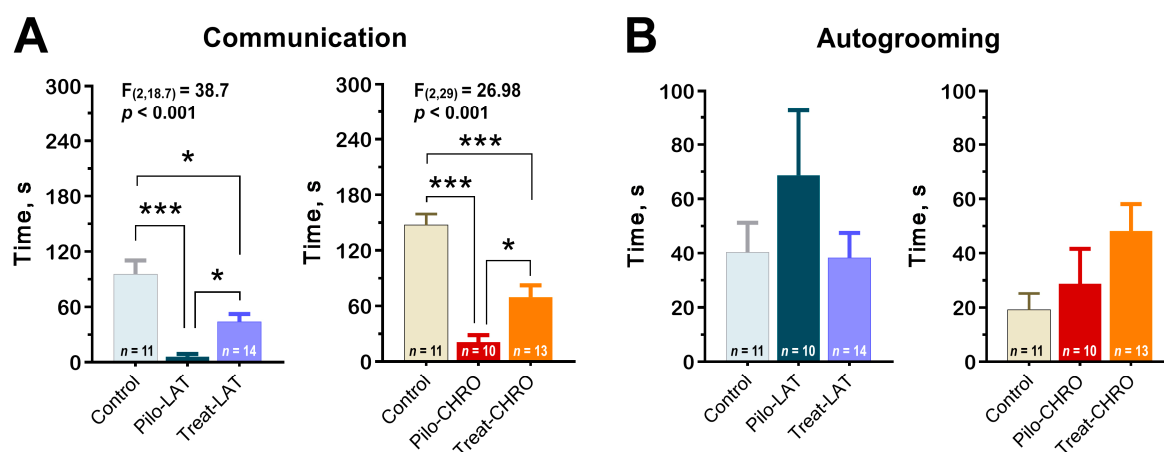 A
Communication
300
240
180
120
60
0
Time, s
F(2,18.7) = 38.7
p < 0.001
*
***
*
n = 11
n = 14
Control
Pilo-LAT
Treat-LAT
300
240
180
120
60
0
Time, s
F(2,29) = 26.98
p < 0.001
***
***
*
n = 11
n = 10
n = 13
Control
Pilo-CHRO
Treat-CHRO
B
Autogrooming
100
80
60
40
20
0
Time, s
n = 11
n = 10
n = 14
Control
Pilo-LAT
Treat-LAT
100
80
60
40
20
0
Time, s
n = 11
n = 10
n = 13
Control
Pilo-CHRO
Treat-CHRO